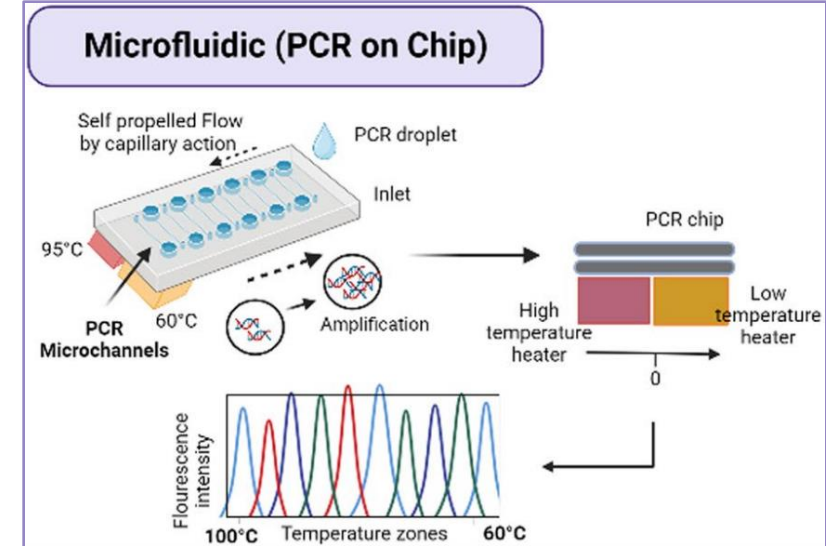 Microfluidic (PCR on Chip)
Self propelled Flow
by capillary action
PCR droplet
Inlet
95°C
60°C
PCR
Microchannels
Amplification
PCR chip
High
temperature
heater
Low
temperature
heater
0
Flourescence
intensity
100°C
Temperature zones
60°C